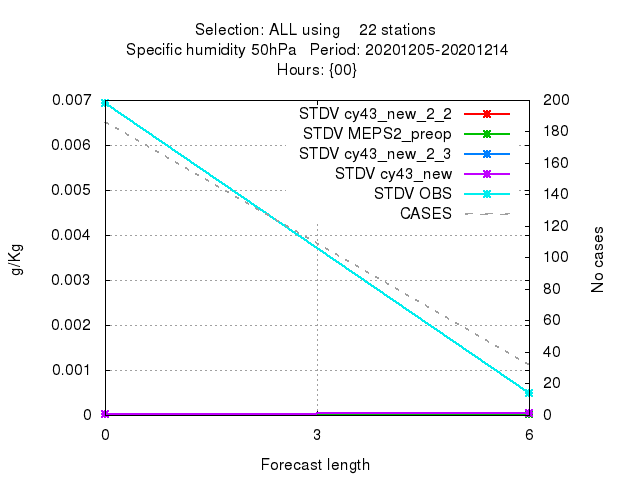 Selection: ALL using    22 stations
Specific humidity 50hPa   Period: 20201205-20201214
Hours: {00}
0.007
0.006
0.005
0.004
0.003
0.002
0.001
0
200
180
160
140
120
100
80
60
40
20
0
STDV cy43_new_2_2
STDV MEPS2_preop
STDV cy43_new_2_3
STDV cy43_new
STDV OBS
CASES
g/Kg
No cases
0 3 6
Forecast length